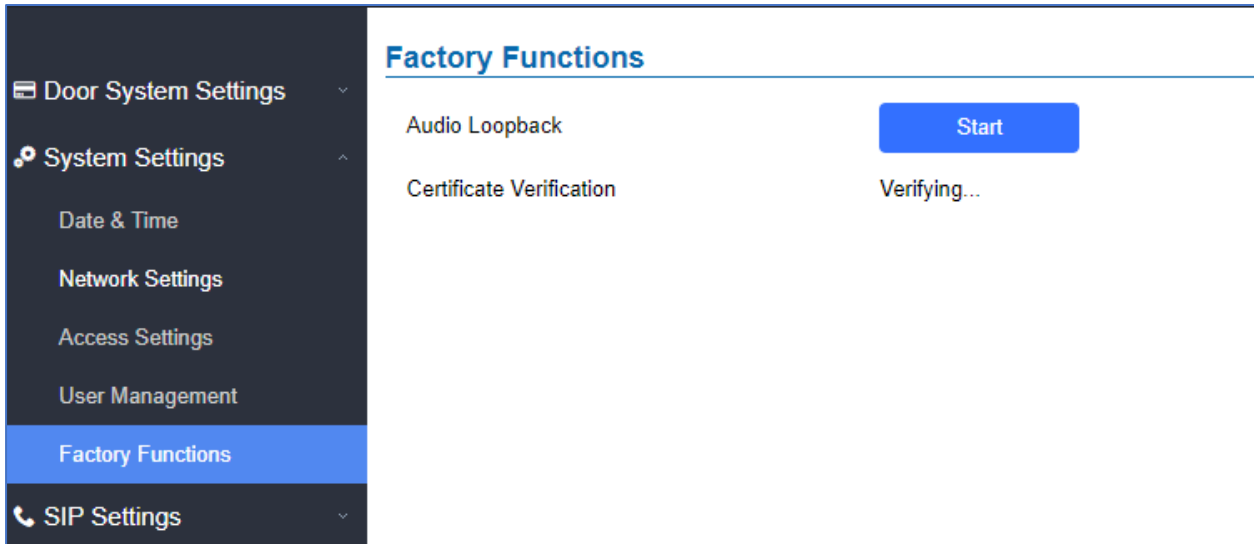 Door System Settings
System Settings
Date & Time
Network Settings
Access Settings
User Management
Factory Functions
SIP Settings
Factory Functions
Audio Loopback
Start
Certificate Verification
Verifying...